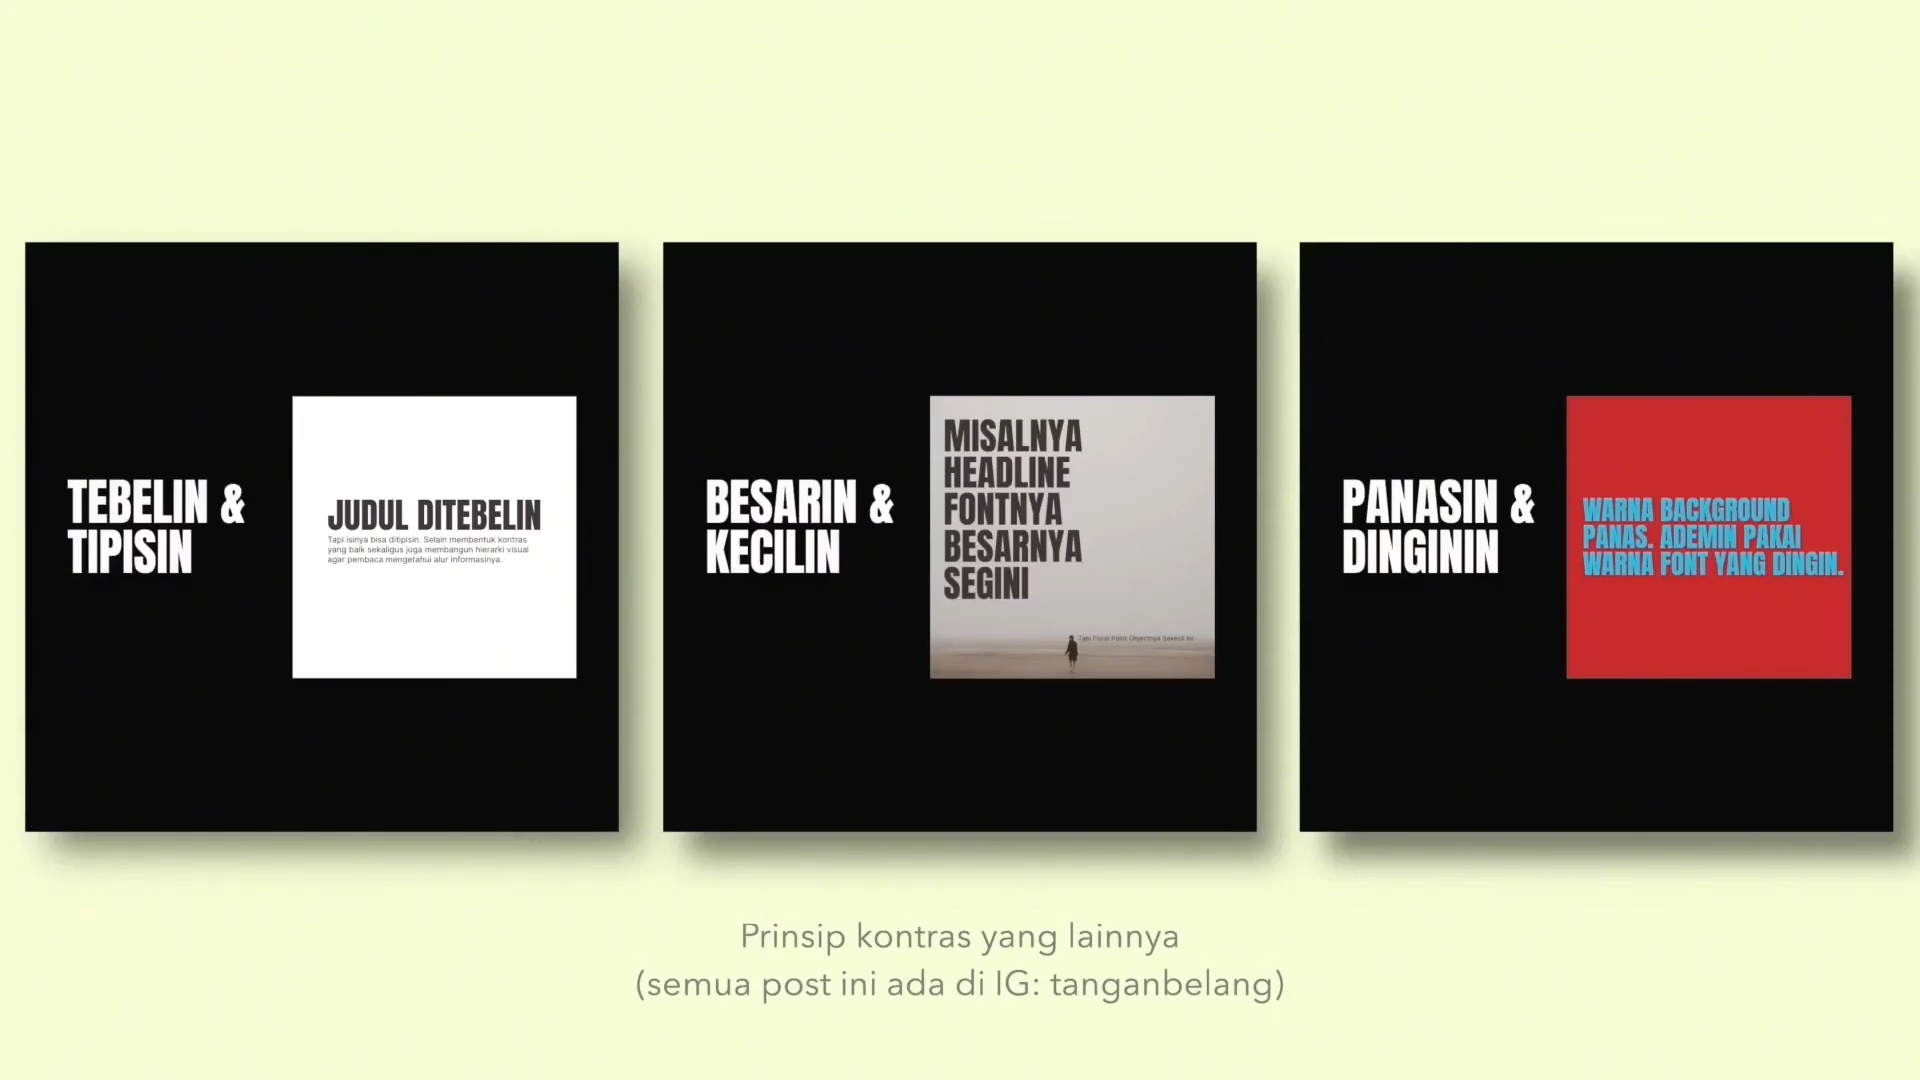 TEBELIN &
TIPISIN
JUDUL DITEBELIN
Tapi isinya bisa ditipisin. Selain membentuk kontras
yang baik sekaligus juga membangun hierarki visual
agar pembaca mengetahui alur informasinya.
BESARIN &
KECILIN
MISALNYA
HEADLINE
FONTNYA
BESARNYA
SEGINI
Tapi Focal Point Objectnya Sekecil Ini
PANASIN &
DINGININ
WARNA BACKGROUND
PANAS. ADEMIN PAKAI
WARNA FONT YANG DINGIN.
Prinsip kontras yang lainnya
(semua post ini ada di IG: tanganbelang)